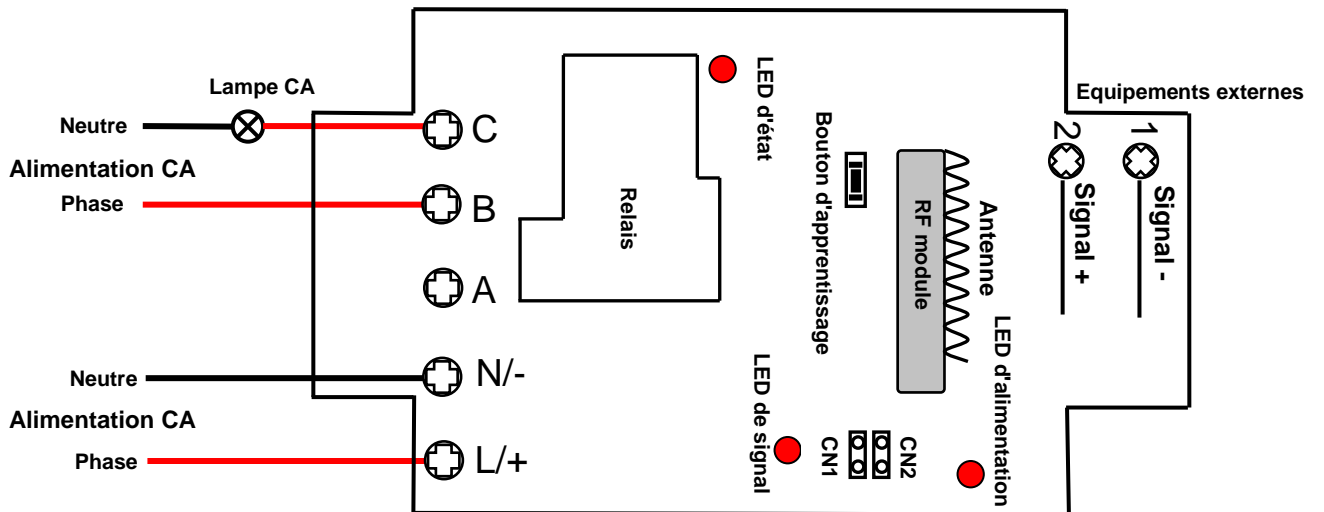 Lampe CA
Neutre
Alimentation CA
Phase
Neutre
Alimentation CA
Phase
C
B
A
N/-
L/+
Relais
LED d'état
Bouton d'apprentissage
RF module
Antenne
LED de signal
CN1
CN2
LED d'alimentation
Equipements externes
2
1
Signal +
Signal -